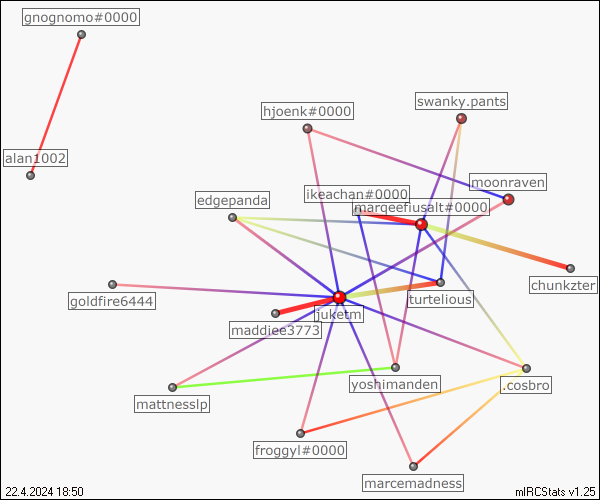 gnognomo#0000
swanky.pants
hjoenk#0000
alan1002
moonraven
ikeachan#0000
edgepanda
marqeefiusalt#0000
chunkzter
goldfire6444
turtelious
juketm
maddiee3773
yoshimanden
.cosbro
mattnesslp
froggyl#0000
marcemadness
22.4.2024 18:50
mIRCStats v1.25